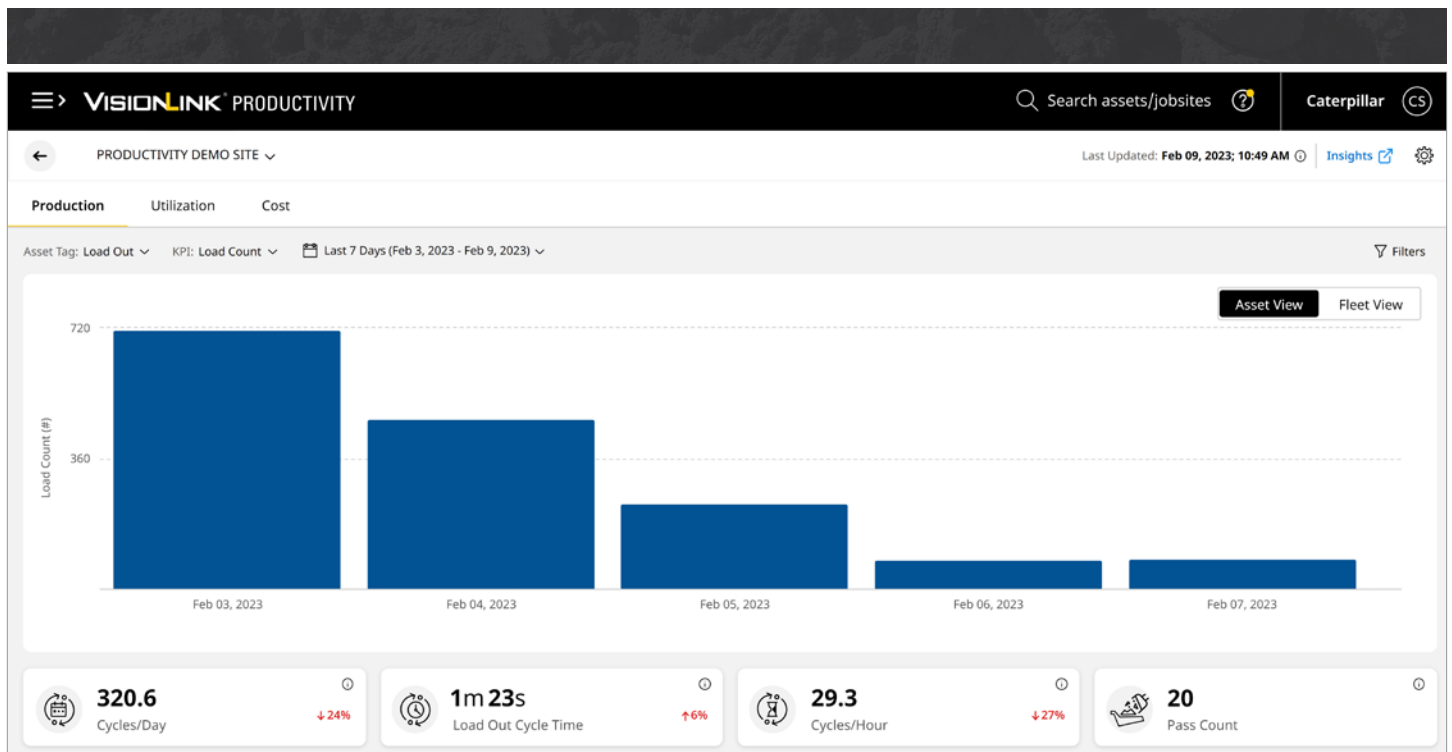 VISIONLINK® PRODUCTIVITY
Search assets/jobsites
?
Caterpillar
CS
PRODUCTIVITY DEMO SITE
Last Updated: Feb 09, 2023; 10:49 AM
Insights
Production Utilization Cost
Asset Tag: Load Out KPI: Load Count Last 7 Days (Feb 3, 2023 - Feb 9, 2023)
Filters
Asset View Fleet View
720
360
Load Count (#)
Feb 03, 2023 Feb 04, 2023 Feb 05, 2023 Feb 06, 2023 Feb 07, 2023
320.6
Cycles/Day
↓24%
1m 23s
Load Out Cycle Time
↑6%
29.3
Cycles/Hour
↓27%
20
Pass Count